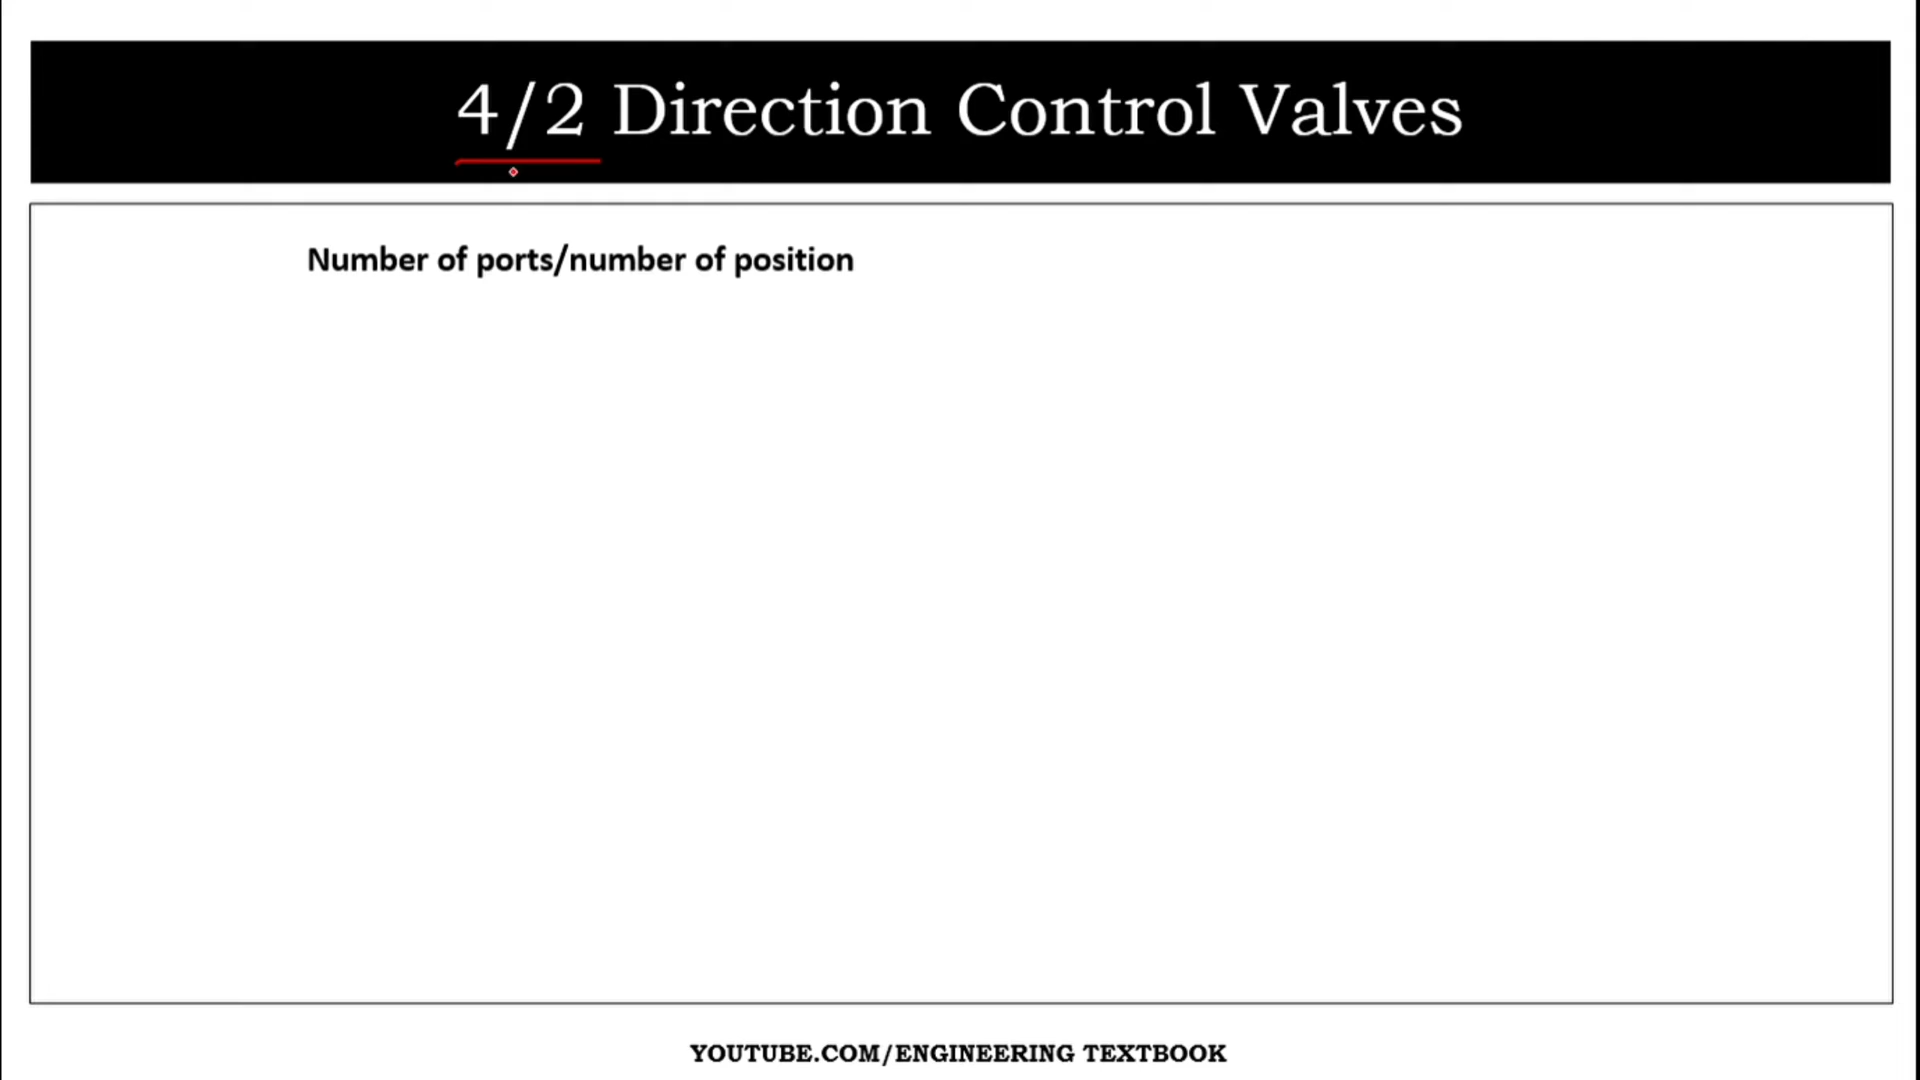 4/2 Direction Control Valves
Number of ports/number of position
YOUTUBE.COM/ENGINEERING TEXTBOOK